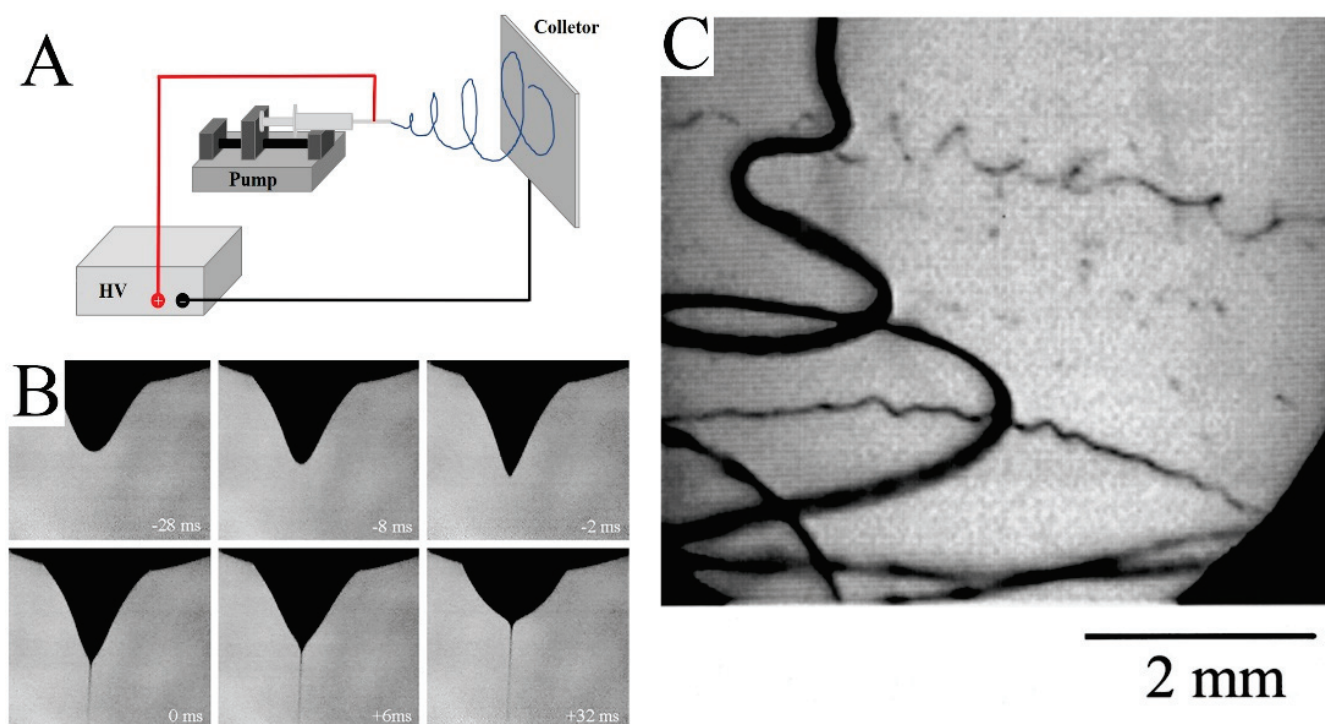 A
Colletor
Pump
HV
+
-
B
-28 ms
-8 ms
-2 ms
0 ms
+6ms
+32 ms
C
2 mm